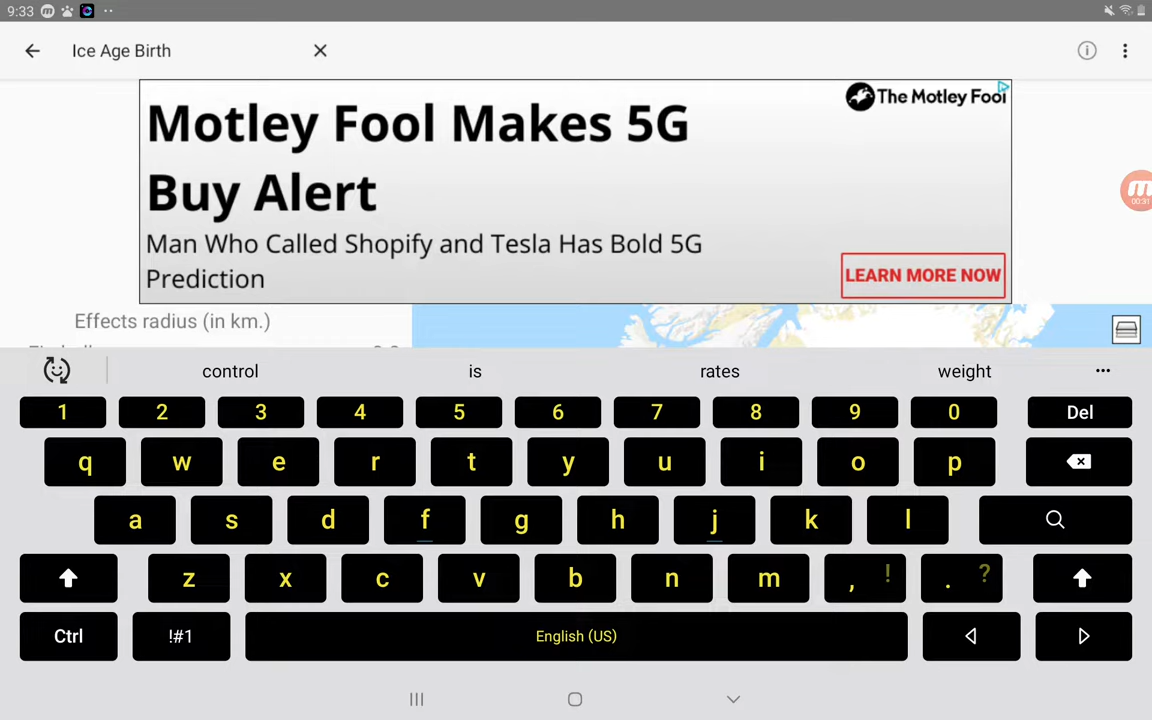 9:33
Ice Age Birth
Motley Fool Makes 5G
Buy Alert
Man Who Called Shopify and Tesla Has Bold 5G
Prediction
The Motley Fool
LEARN MORE NOW
00:31
Effects radius (in km.)
control is rates weight
1 2 3 4 5 6 7 8 9 0 Del
q w e r t y u i o p
a s d f g h j k l
z x c v b n m , ! . ?
Ctrl !#1 English (US)